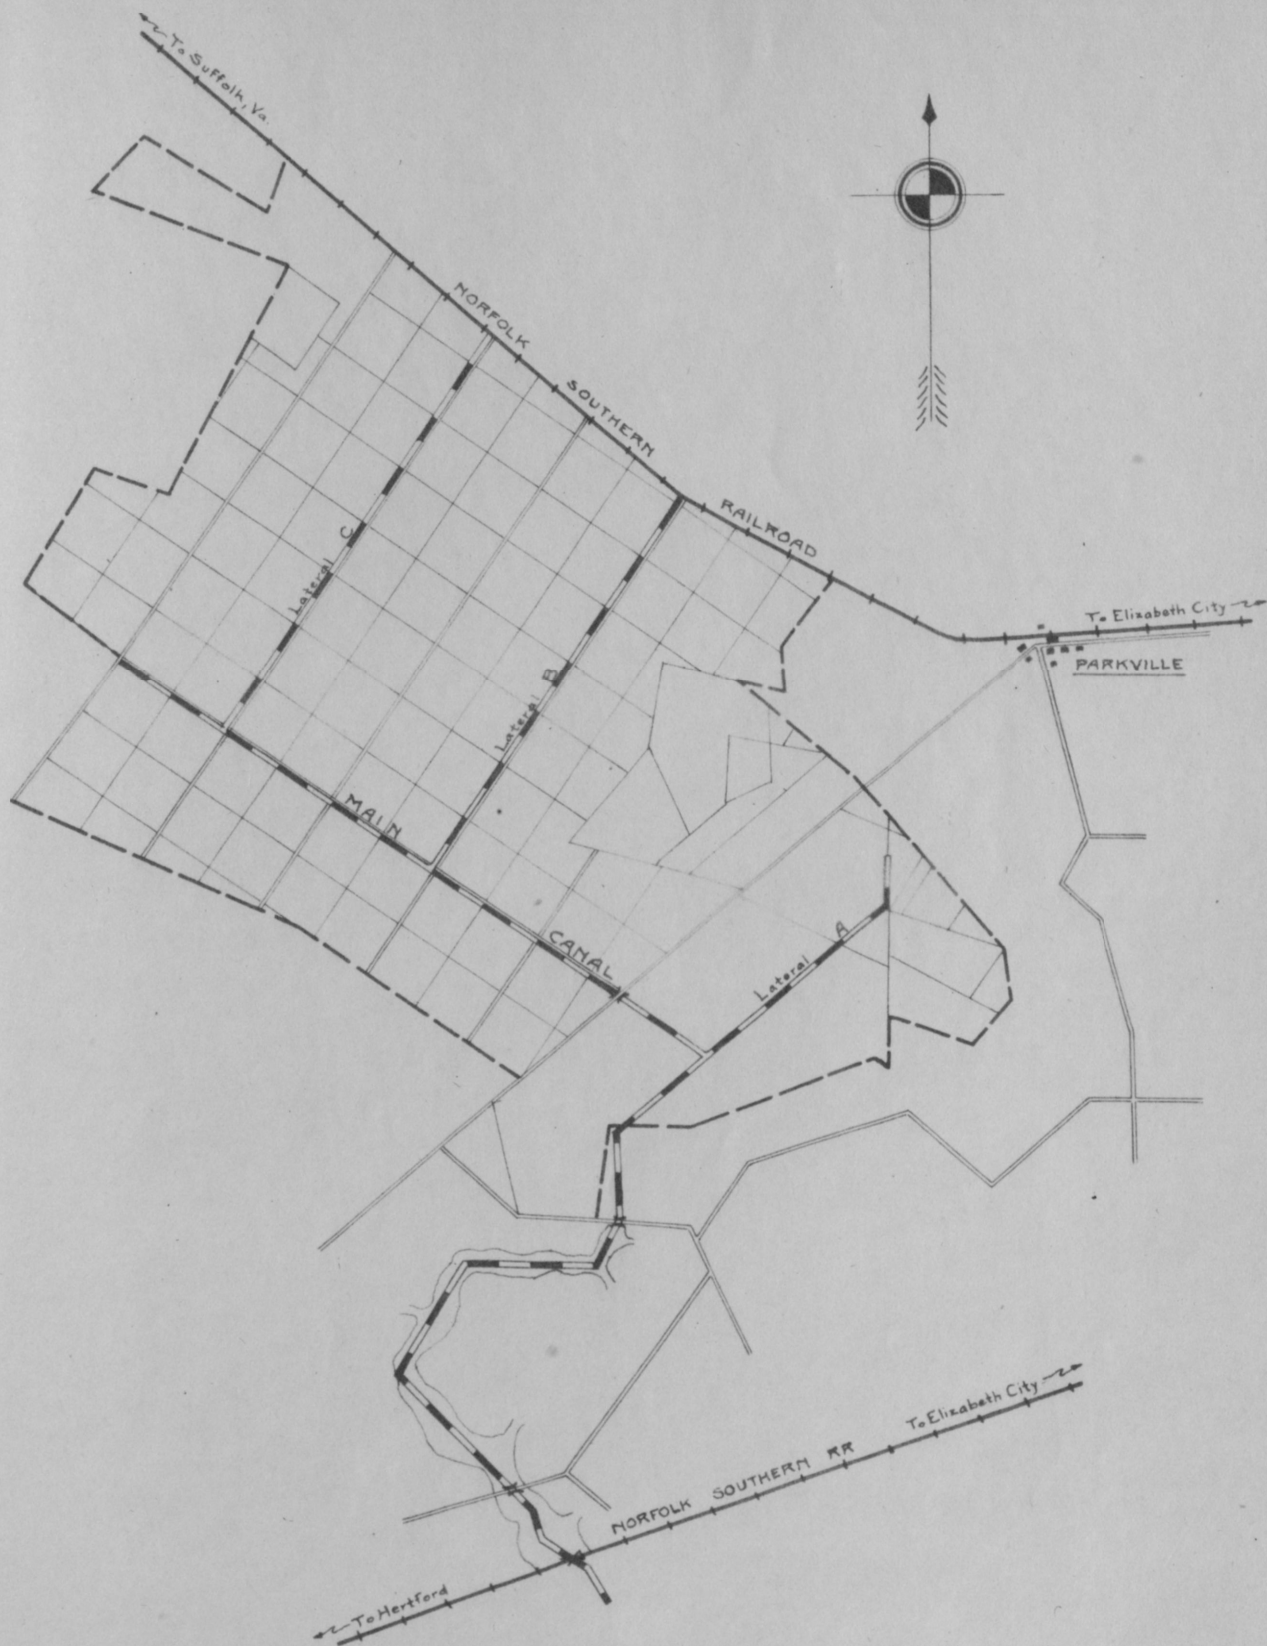 To Suffolk, Va.
NORFOLK SOUTHERN RAILROAD
To Elizabeth City
PARKVILLE
Lateral C
Lateral B
MAIN CANAL
Lateral A
To Elizabeth City
NORFOLK SOUTHERN RR
To Hertford